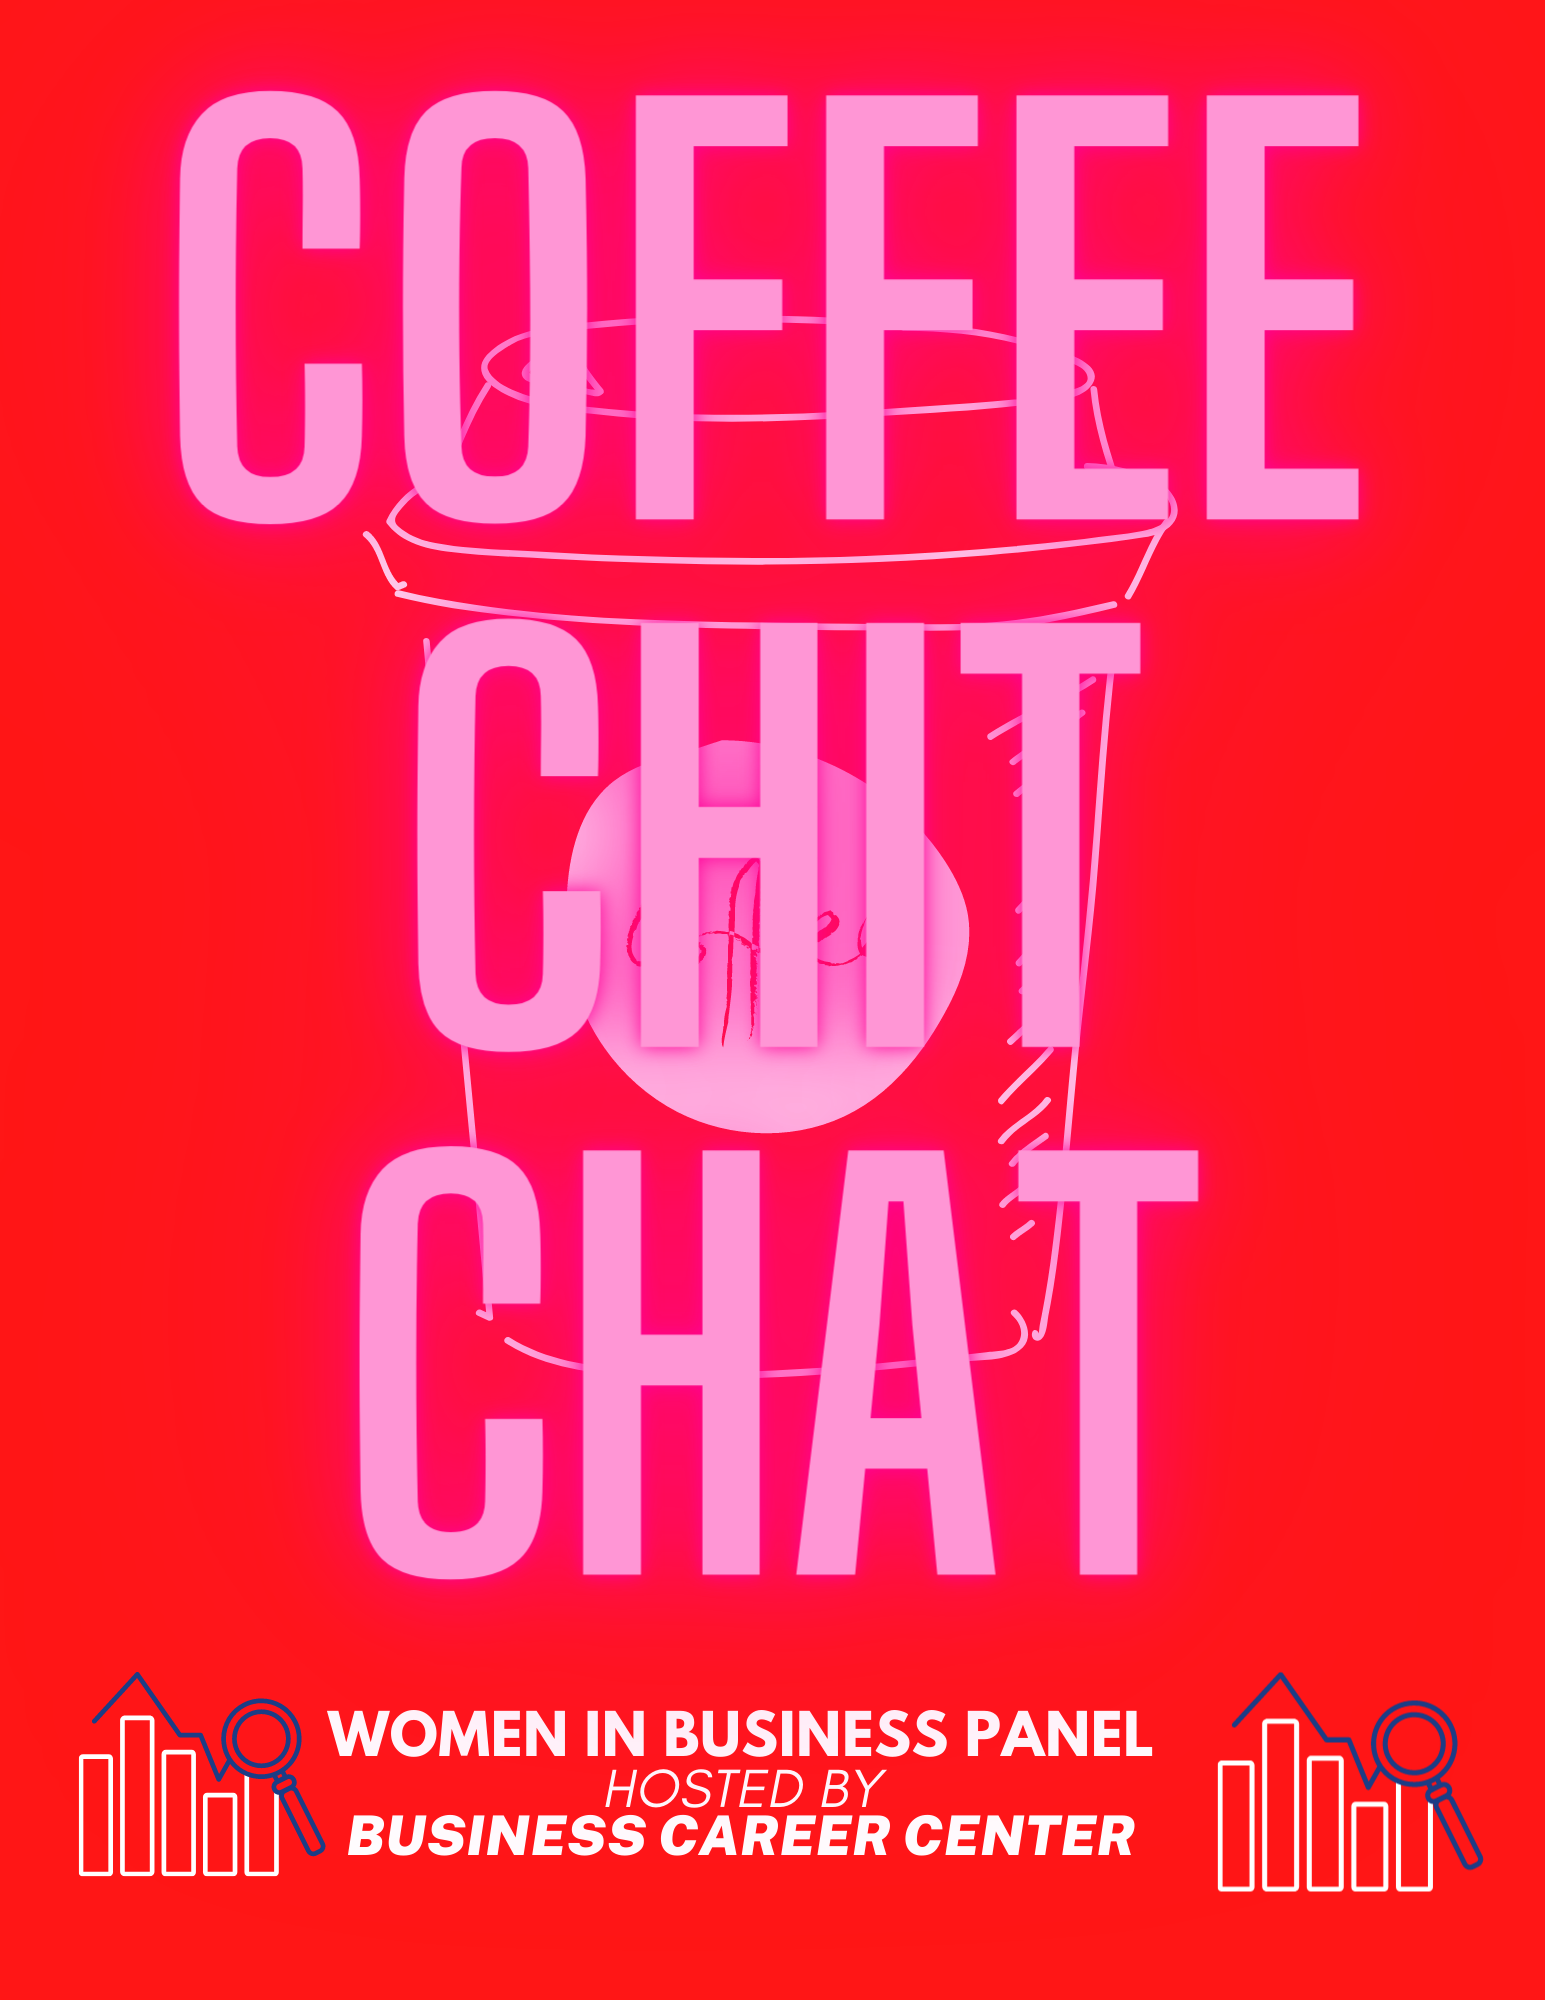 COFFEE
CHIT
CHAT
WOMEN IN BUSINESS PANEL
HOSTED BY
BUSINESS CAREER CENTER